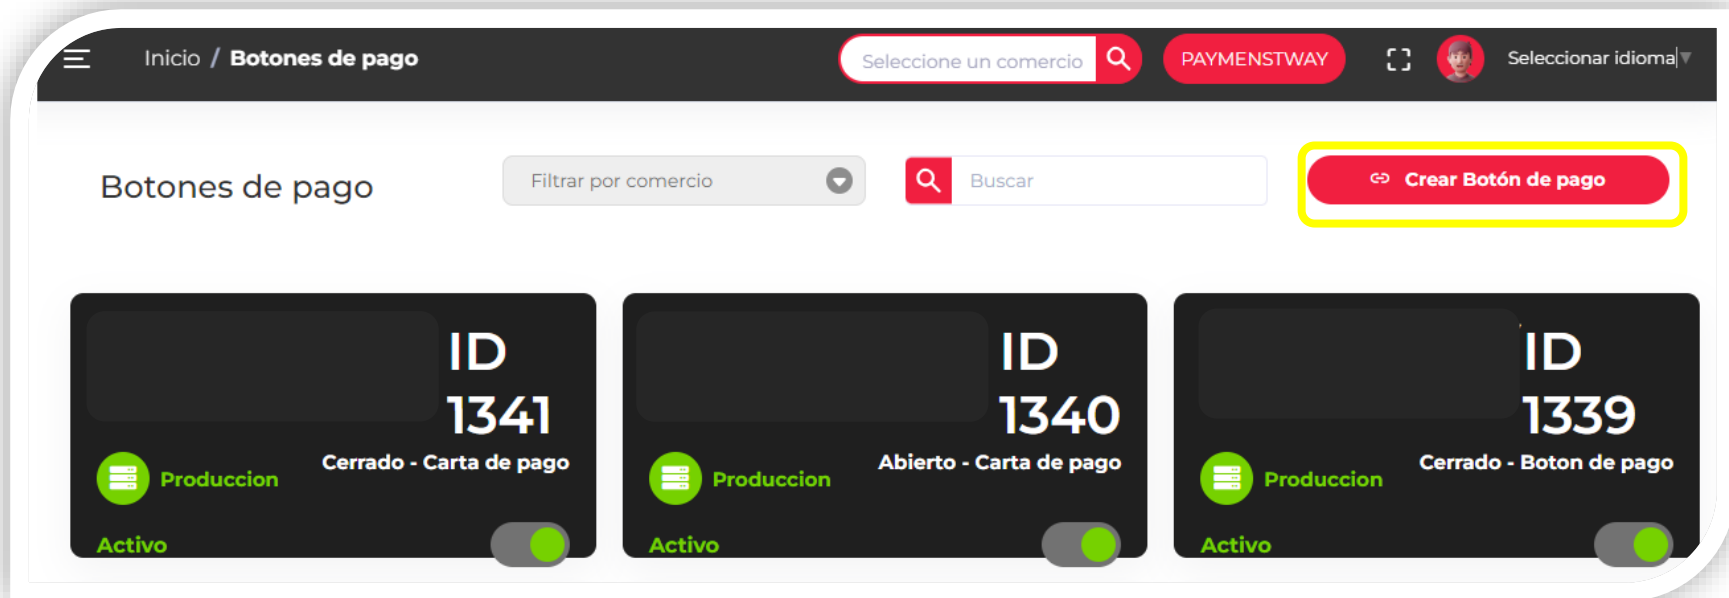 Inicio / Botones de pago
Seleccione un comercio
PAYMENSTWAY
Seleccionar idioma
Botones de pago
Filtrar por comercio
Buscar
Crear Botón de pago
ID
1341
Cerrado - Carta de pago
Produccion
Activo
ID
1340
Abierto - Carta de pago
Produccion
Activo
ID
1339
Cerrado - Boton de pago
Produccion
Activo